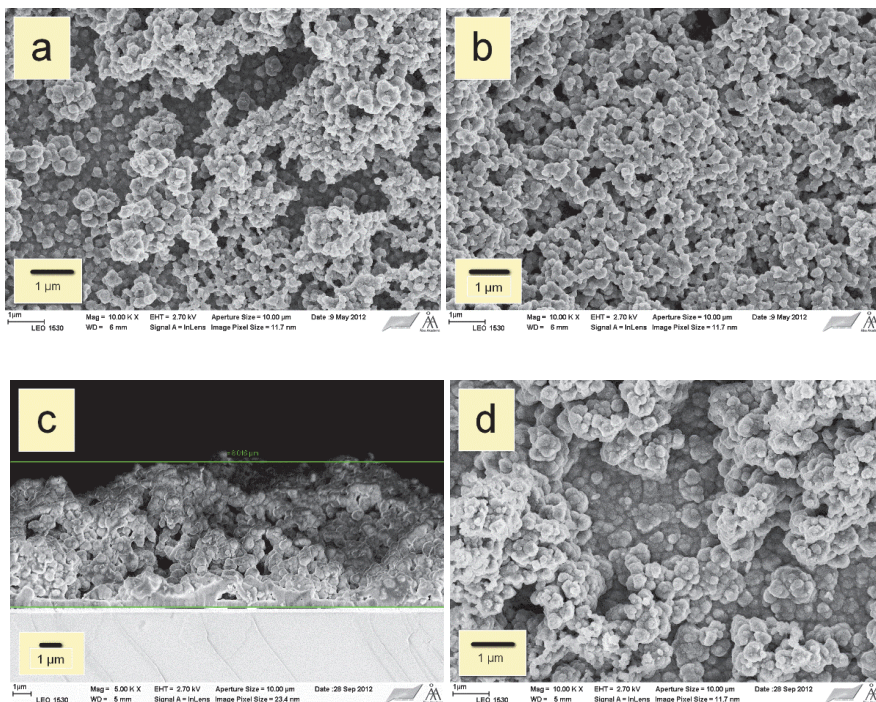 a
1 µm
1µm
LEO 1530
Mag = 10.00 K X
WD = 6 mm
EHT = 2.70 kV
Signal A = InLens
Aperture Size = 10.00 µm
Image Pixel Size = 11.7 nm
Date :9 May 2012
b
1 µm
1µm
LEO 1530
Mag = 10.00 K X
WD = 6 mm
EHT = 2.70 kV
Signal A = InLens
Aperture Size = 10.00 µm
Image Pixel Size = 11.7 nm
Date :9 May 2012
c
1 µm
1µm
LEO 1530
Mag = 5.00 K X
WD = 5 mm
EHT = 2.70 kV
Signal A = InLens
Aperture Size = 10.00 µm
Image Pixel Size = 23.4 nm
Date :28 Sep 2012
d
1 µm
1µm
LEO 1530
Mag = 10.00 K X
WD = 5 mm
EHT = 2.70 kV
Signal A = InLens
Aperture Size = 10.00 µm
Image Pixel Size = 11.7 nm
Date :28 Sep 2012